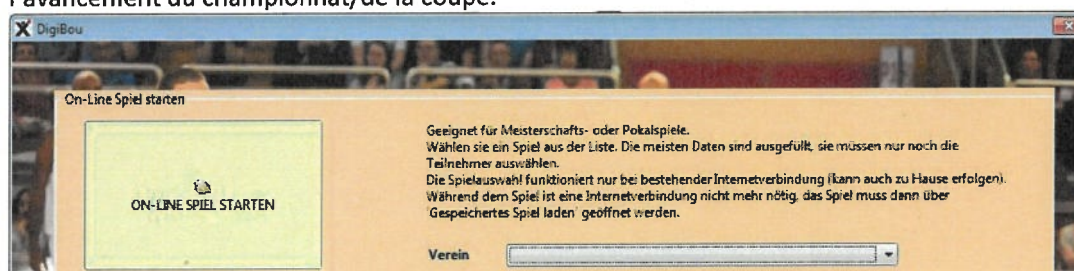 l'avancement du championnat/de la coupe.
DigiBou
On-Line Spiel starten
Geeignet für Meisterschafts- oder Pokalspiele.
Wählen sie ein Spiel aus der Liste. Die meisten Daten sind ausgefüllt, sie müssen nur noch die
Teilnehmer auswählen.
Die Spielauswahl funktioniert nur bei bestehender Internetverbindung (kann auch zu Hause erfolgen).
Während dem Spiel ist eine Internetverbindung nicht mehr nötig, das Spiel muss dann über
'Gespeichertes Spiel laden' geöffnet werden.
ON-LINE SPIEL STARTEN
Verein